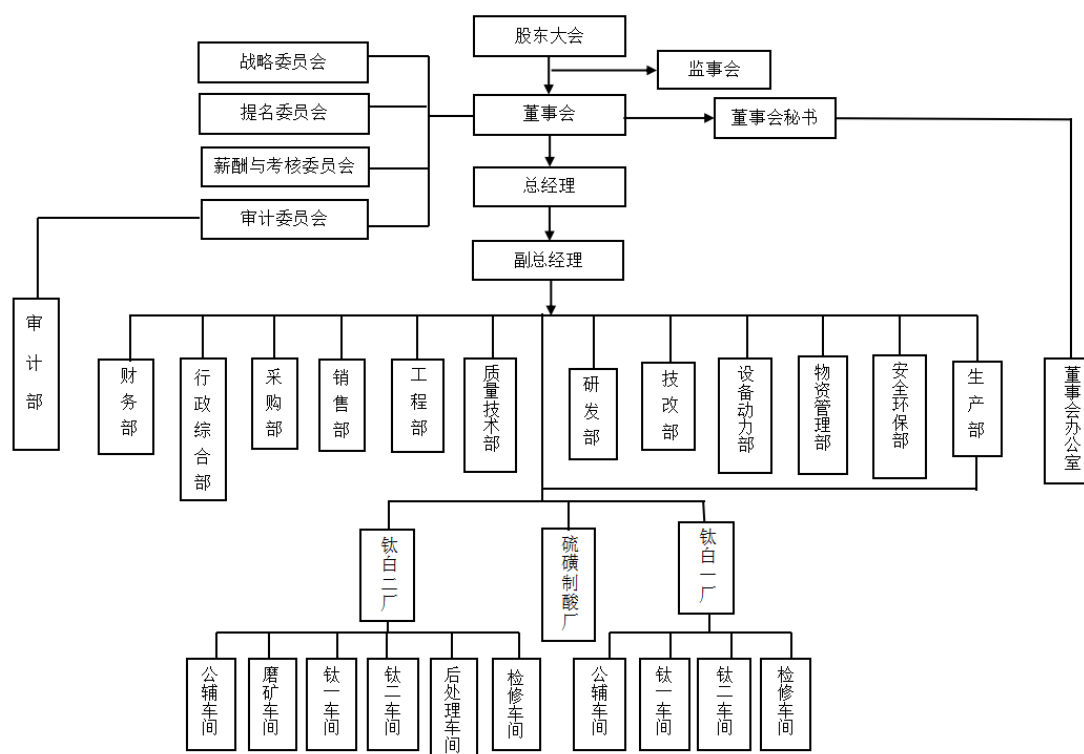 股东大会
战略委员会
监事会
提名委员会
董事会
董事会秘书
薪酬与考核委员会
总经理
审计委员会
副总经理
审计部
财务部
行政综合部
采购部
销售部
工程部
质量技术部
研发部
技改部
设备动力部
物资管理部
安全环保部
生产部
董事会办公室
钛白二厂
硫磺制酸厂
钛白一厂
公辅车间
磨矿车间
钛一车间
钛二车间
后处理车间
检修车间
公辅车间
钛一车间
钛二车间
检修车间